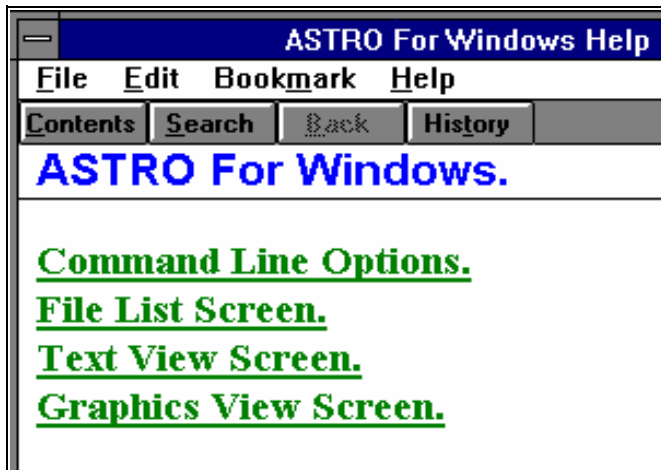 ASTRO For Windows Help
File Edit Bookmark Help
Contents Search Back History
ASTRO For Windows.
Command Line Options.
File List Screen.
Text View Screen.
Graphics View Screen.